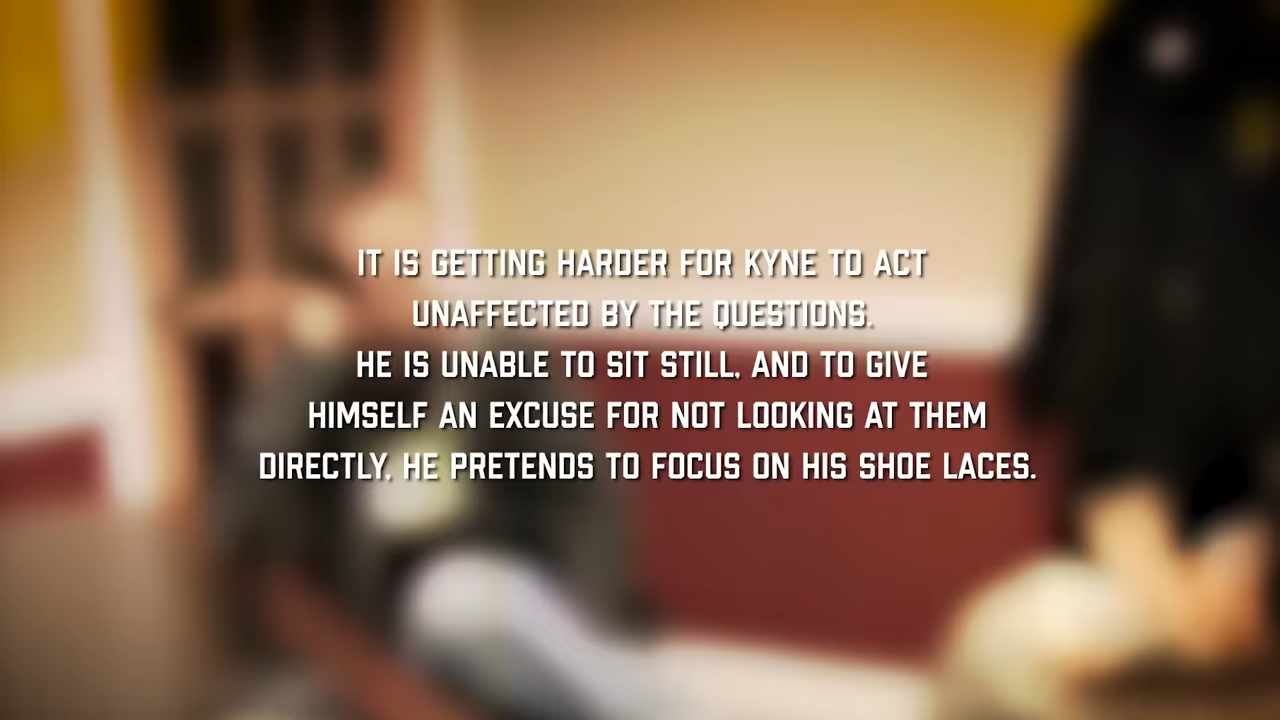 IT IS GETTING HARDER FOR KYNE TO ACT
UNAFFECTED BY THE QUESTIONS.
HE IS UNABLE TO SIT STILL, AND TO GIVE
HIMSELF AN EXCUSE FOR NOT LOOKING AT THEM
DIRECTLY, HE PRETENDS TO FOCUS ON HIS SHOE LACES.